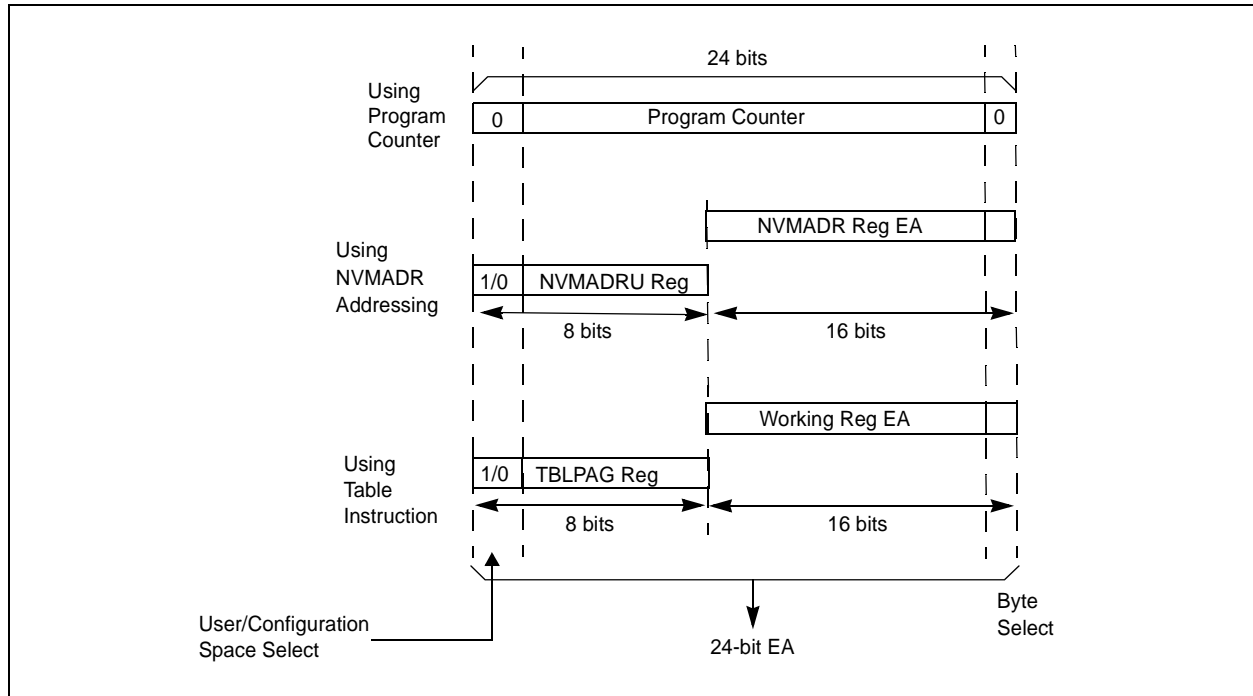 24 bits
Using
Program
Counter
0
Program Counter
0
NVMADR Reg EA
Using
NVMADR
Addressing
1/0
NVMADRU Reg
8 bits
16 bits
Working Reg EA
Using
Table
Instruction
1/0
TBLPAG Reg
8 bits
16 bits
User/Configuration
Space Select
24-bit EA
Byte
Select